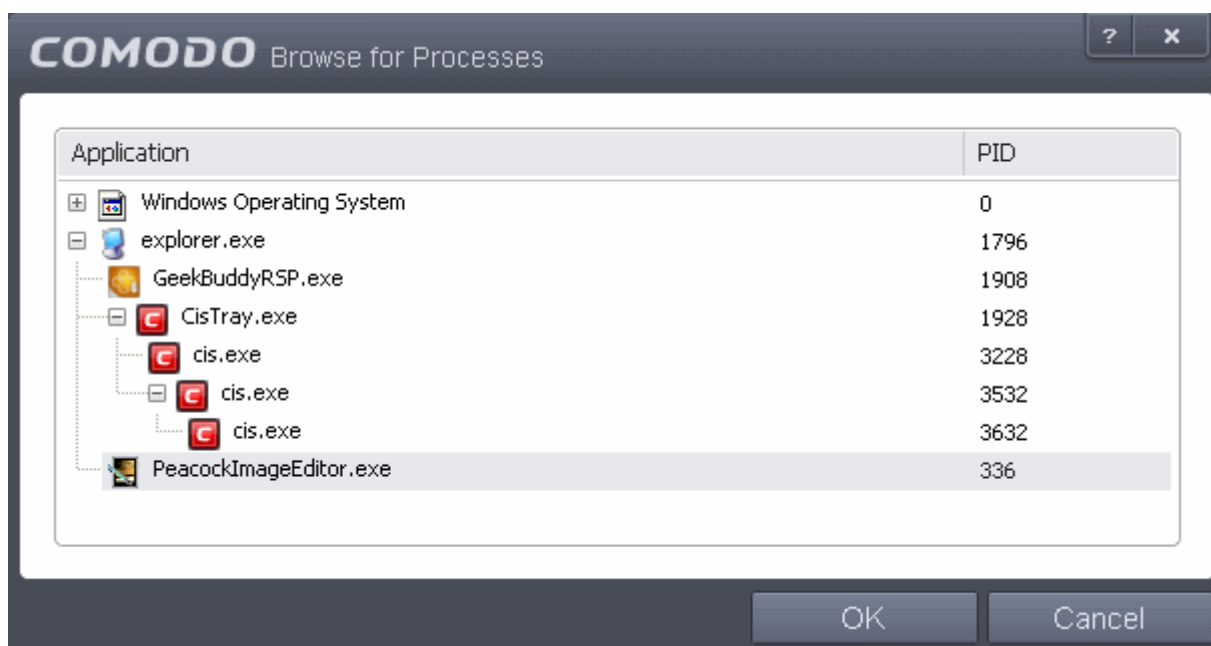 COMODO Browse for Processes ? x
Application PID
Windows Operating System 0
explorer.exe 1796
GeekBuddyRSP.exe 1908
CisTray.exe 1928
cis.exe 3228
cis.exe 3532
cis.exe 3632
PeacockImageEditor.exe 336
OK Cancel